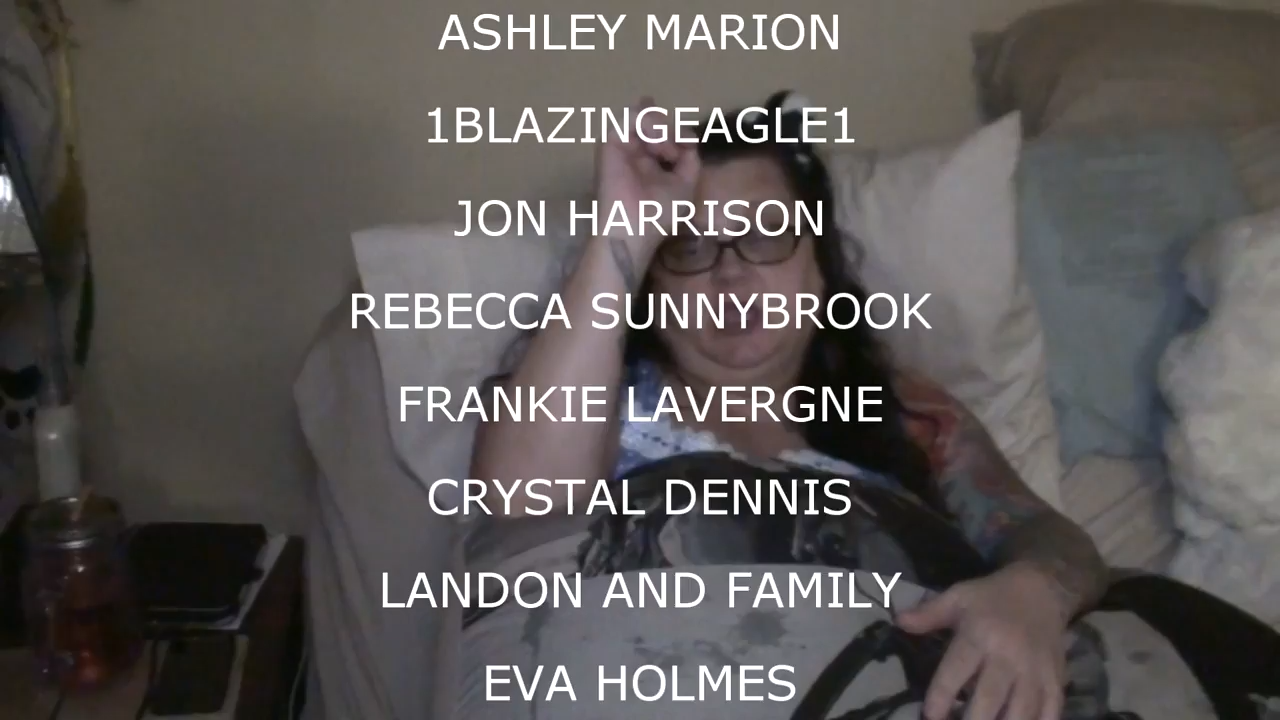 ASHLEY MARION
1BLAZINGEAGLE1
JON HARRISON
REBECCA SUNNYBROOK
FRANKIE LAVERGNE
CRYSTAL DENNIS
LANDON AND FAMILY
EVA HOLMES